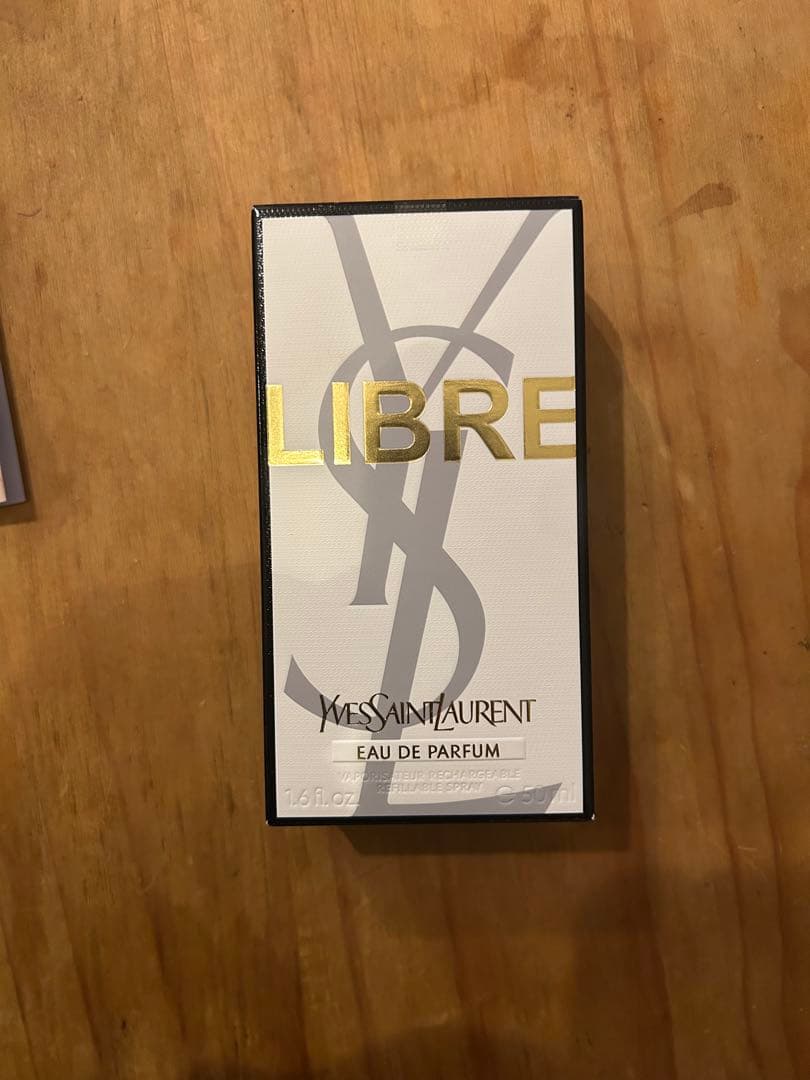 LIBRE
YVESSAINTLAURENT
EAU DE PARFUM
VAPORISATEUR RECHARGEABLE
REFILLABLE SPRAY
1.6 fl. oz. e 50 ml